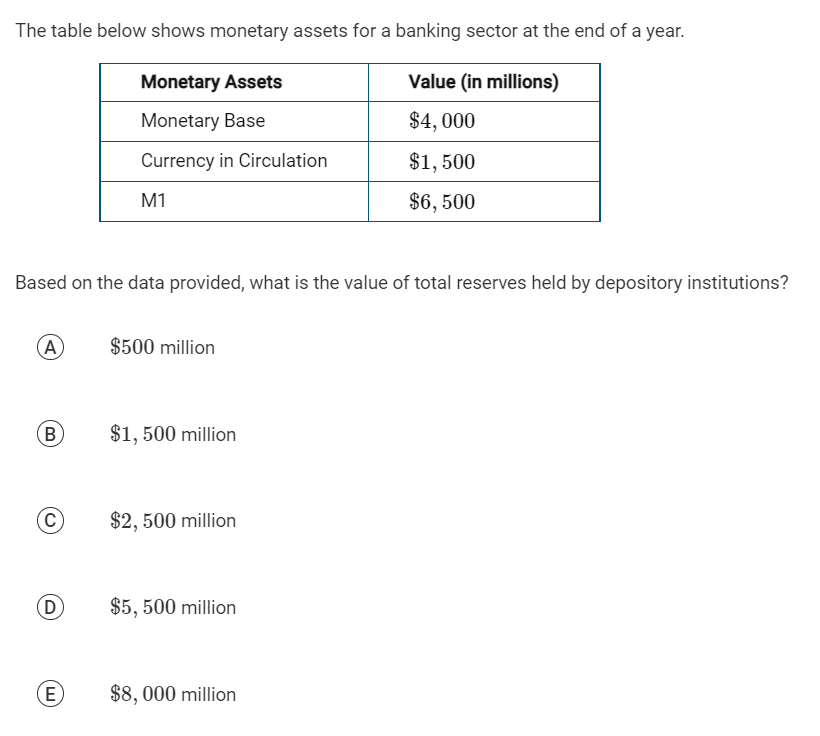 The table below shows monetary assets for a banking sector at the end of a year.
Monetary Assets Value (in millions)
Monetary Base $4, 000
Currency in Circulation $1, 500
M1 $6, 500
Based on the data provided, what is the value of total reserves held by depository institutions?
A $500 million
B $1, 500 million
C $2, 500 million
D $5, 500 million
E $8, 000 million